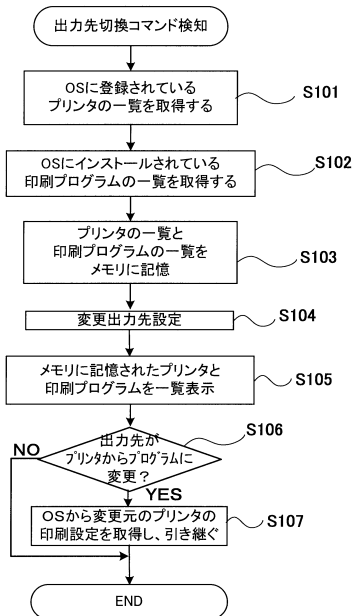 出力先切換コマンド検知
OSに登録されている
プリンタの一覧を取得する
S101
OSにインストールされている
印刷プログラムの一覧を取得する
S102
プリンタの一覧と
印刷プログラムの一覧を
メモリに記憶
S103
変更出力先設定
S104
メモリに記憶されたプリンタと
印刷プログラムを一覧表示
S105
出力先が
プリンタからプログラムに
変更？
S106
NO
YES
OSから変更元のプリンタの
印刷設定を取得し、引き継ぐ
S107
END